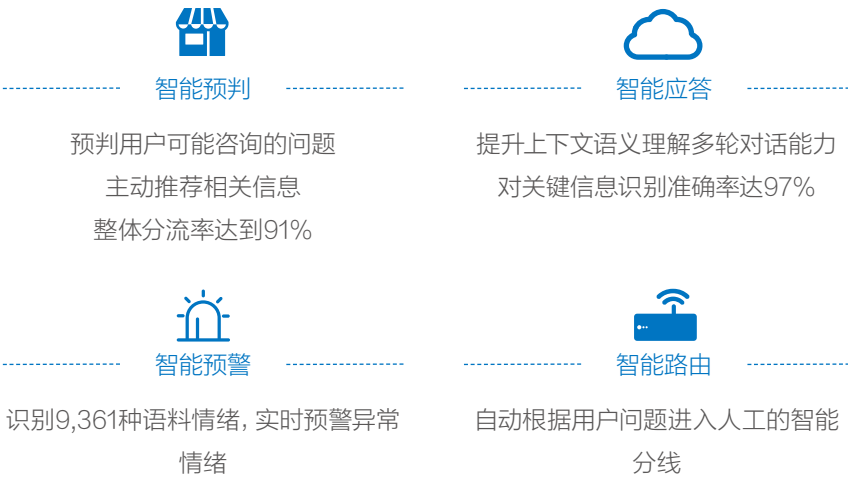 智能预判
预判用户可能咨询的问题
主动推荐相关信息
整体分流率达到91%
智能应答
提升上下文语义理解多轮对话能力
对关键信息识别准确率达97%
智能预警
识别9,361种语料情绪，实时预警异常
情绪
智能路由
自动根据用户问题进入人工的智能
分线